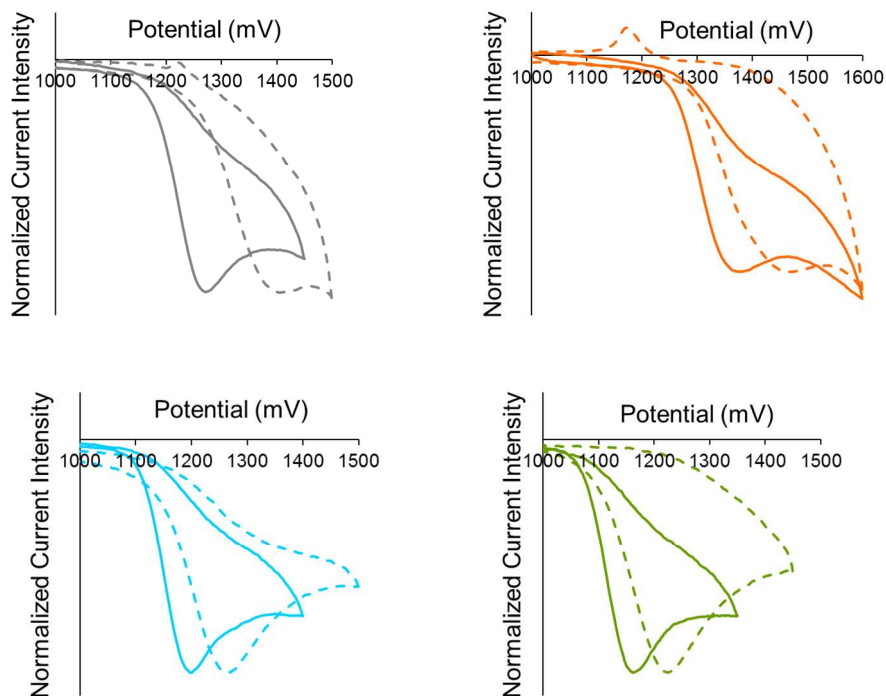 Potential (mV)
1000 1100 1200 1300 1400 1500
Normalized Current Intensity
Potential (mV)
1000 1100 1200 1300 1400 1500 1600
Normalized Current Intensity
Potential (mV)
1000 1100 1200 1300 1400 1500
Normalized Current Intensity
Potential (mV)
1000 1100 1200 1300 1400 1500
Normalized Current Intensity